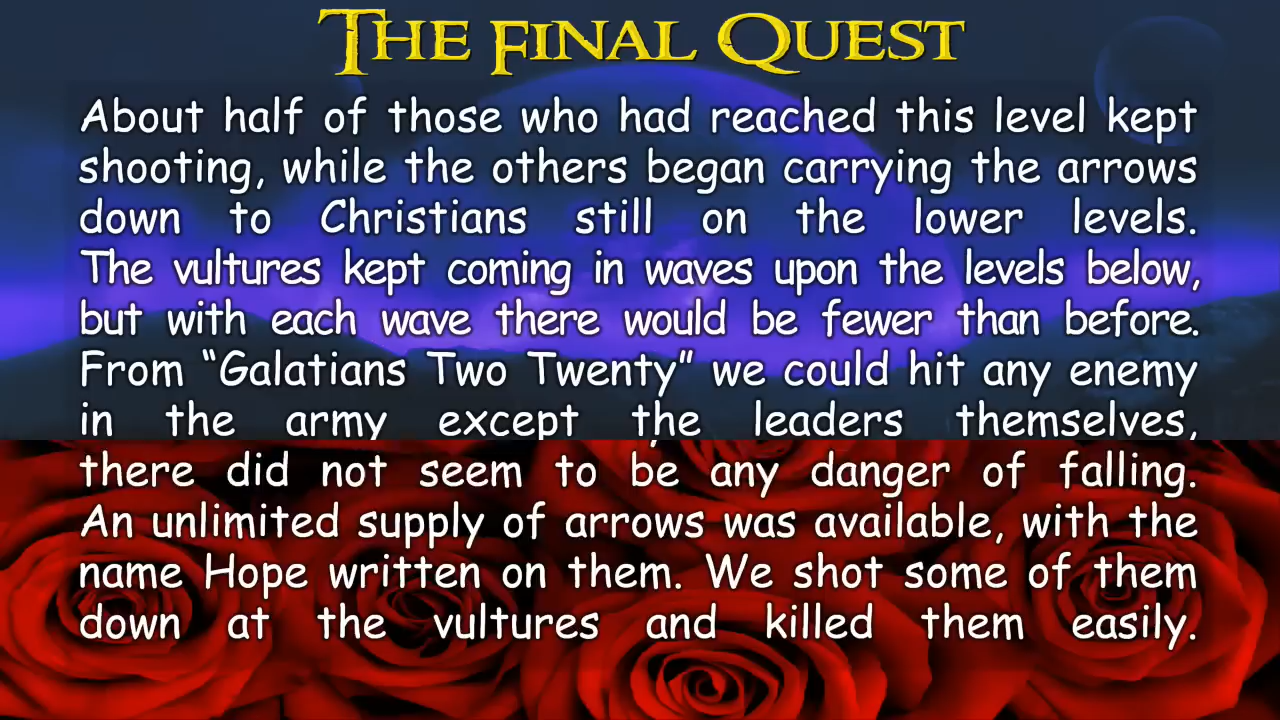 THE FINAL QUEST
About half of those who had reached this level kept
shooting, while the others began carrying the arrows
down to Christians still on the lower levels.
The vultures kept coming in waves upon the levels below,
but with each wave there would be fewer than before.
From “Galatians Two Twenty” we could hit any enemy
in the army except the leaders themselves,
there did not seem to be any danger of falling.
An unlimited supply of arrows was available, with the
name Hope written on them. We shot some of them
down at the vultures and killed them easily.